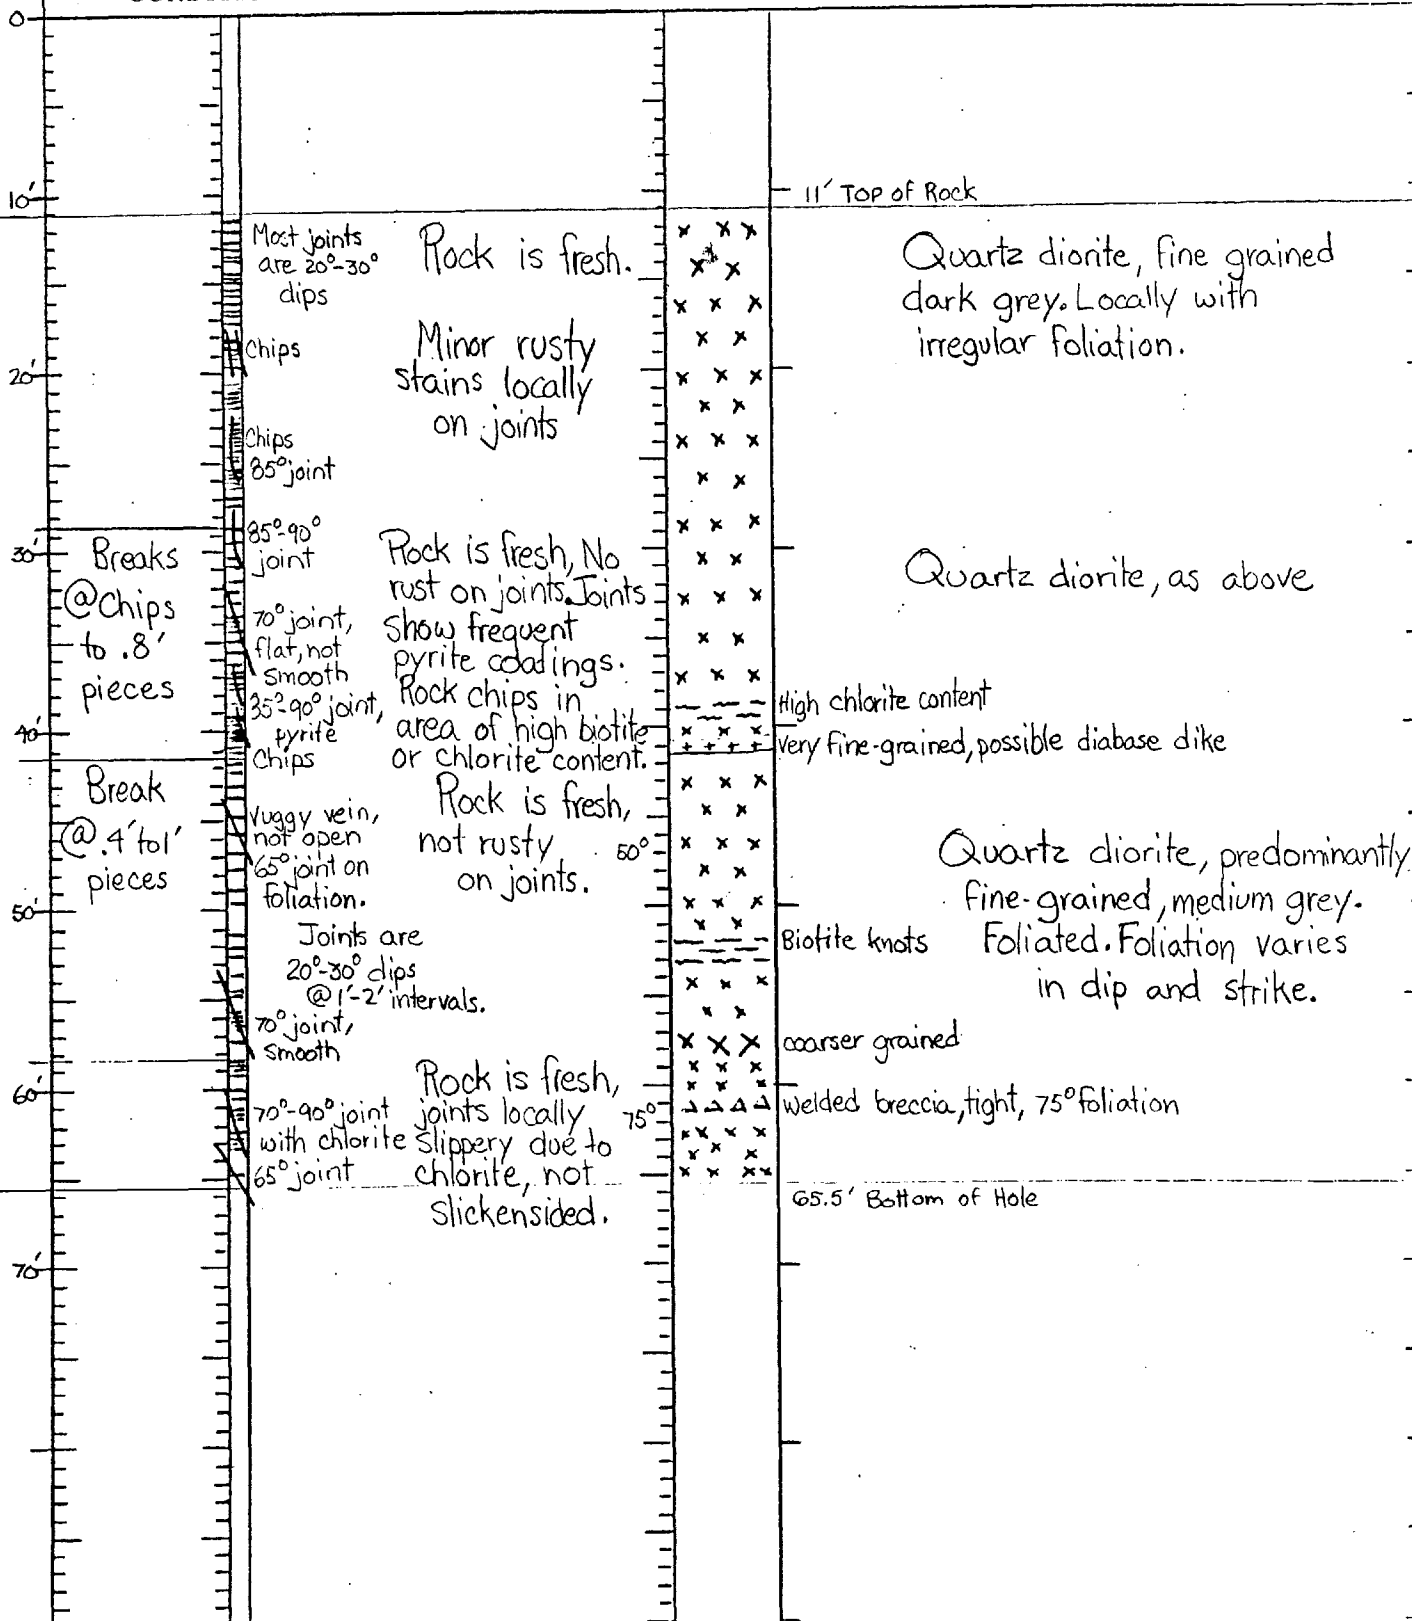 0
10'
20'
30'
40'
50'
60'
70'
Breaks
@Chips
to .8'
pieces
Break
@ .4' to 1'
pieces
Most joints
are 20°-30°
dips
Chips
Chips
85° joint
85°-90°
joint
70° joint,
flat, not
smooth
35°-90° joint,
pyrite
Chips
Vuggy vein,
not open
65° joint on
foliation.
Joints are
20°-30° dips
@ 1'-2' intervals.
70° joint,
smooth
70°-90° joint
with chlorite
65° joint
Rock is fresh.
Minor rusty
stains locally
on joints
Rock is fresh, No
rust on joints. Joints
show frequent
pyrite coatings.
Rock chips in
area of high biotite
or chlorite content.
Rock is fresh,
not rusty
on joints.
Rock is fresh,
joints locally
slippery due to
chlorite, not
slickensided.
50°
75°
11' Top of Rock
High chlorite content
Very fine-grained, possible diabase dike
Biotite knots
coarser grained
welded breccia, tight, 75° foliation
65.5' Bottom of Hole
Quartz diorite, fine grained
dark grey. Locally with
irregular foliation.
Quartz diorite, as above
Quartz diorite, predominantly
fine-grained, medium grey.
Foliated. Foliation varies
in dip and strike.